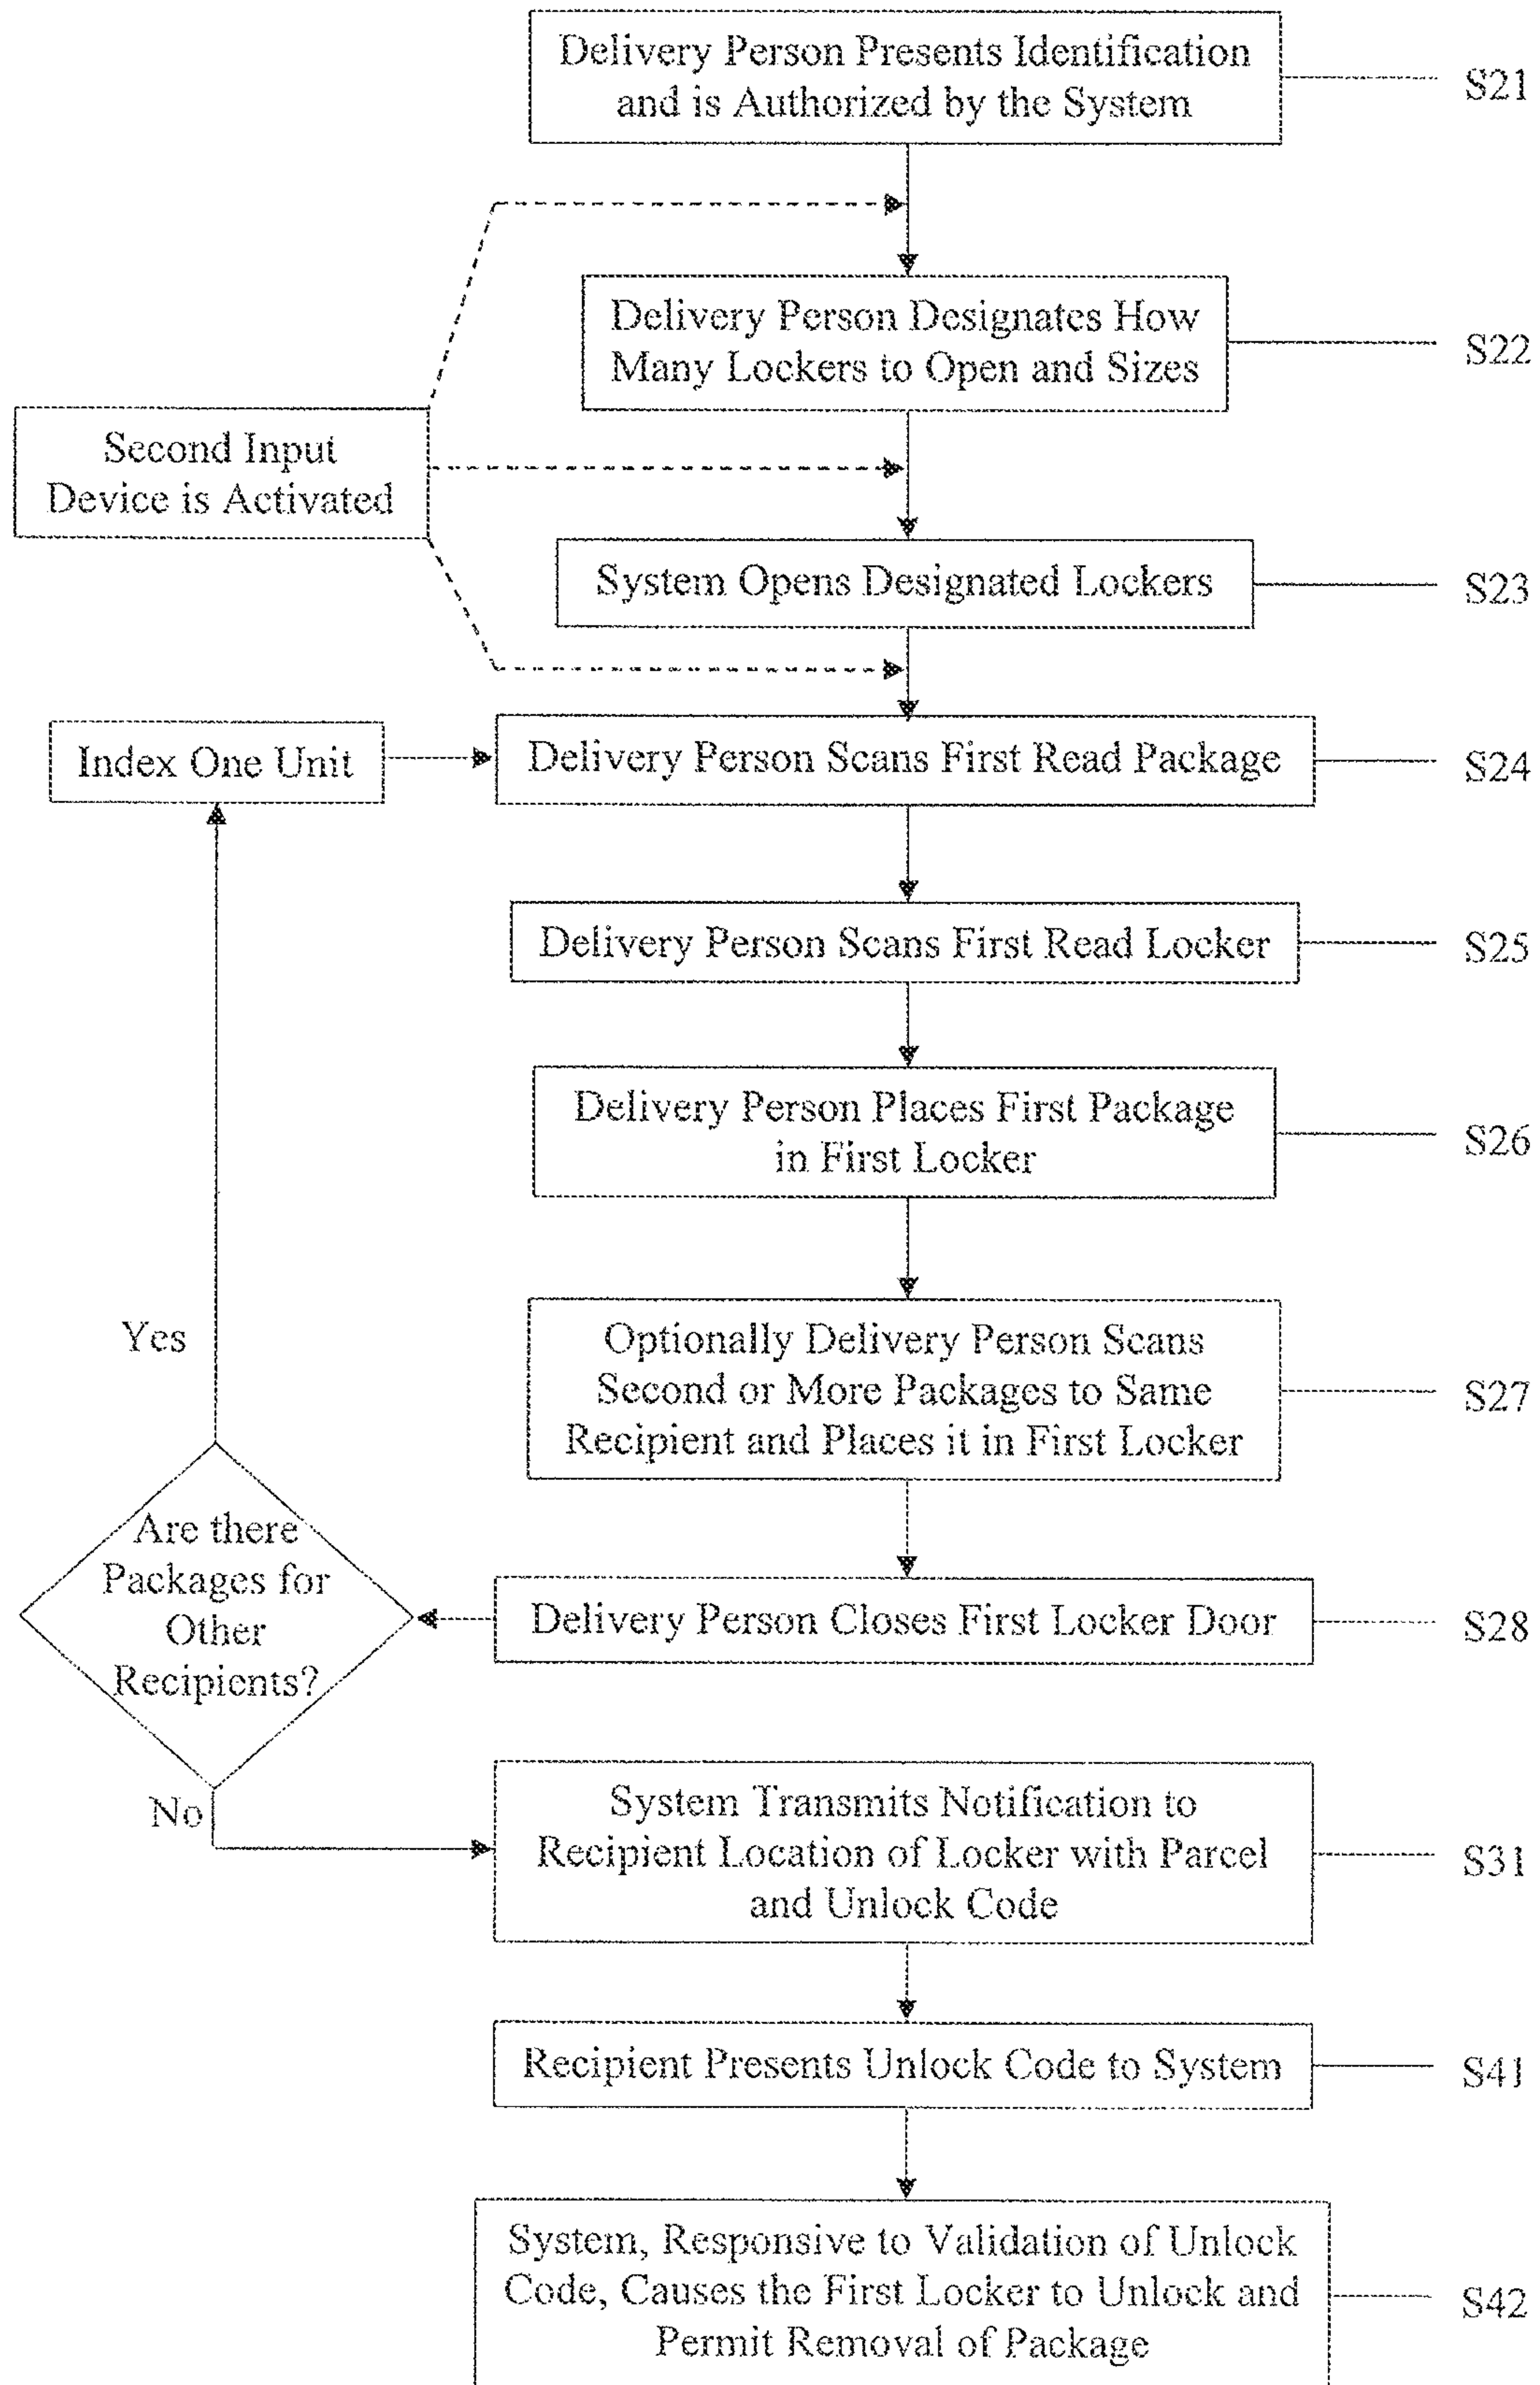 Delivery Person Presents Identification
and is Authorized by the System
S21
Delivery Person Designates How
Many Lockers to Open and Sizes
S22
Second Input
Device is Activated
System Opens Designated Lockers
S23
Index One Unit
Delivery Person Scans First Read Package
S24
Delivery Person Scans First Read Locker
S25
Delivery Person Places First Package
in First Locker
S26
Optionally Delivery Person Scans
Second or More Packages to Same
Recipient and Places it in First Locker
S27
Yes
Are there
Packages for
Other
Recipients?
Delivery Person Closes First Locker Door
S28
No
System Transmits Notification to
Recipient Location of Locker with Parcel
and Unlock Code
S31
Recipient Presents Unlock Code to System
S41
System, Responsive to Validation of Unlock
Code, Causes the First Locker to Unlock and
Permit Removal of Package
S42